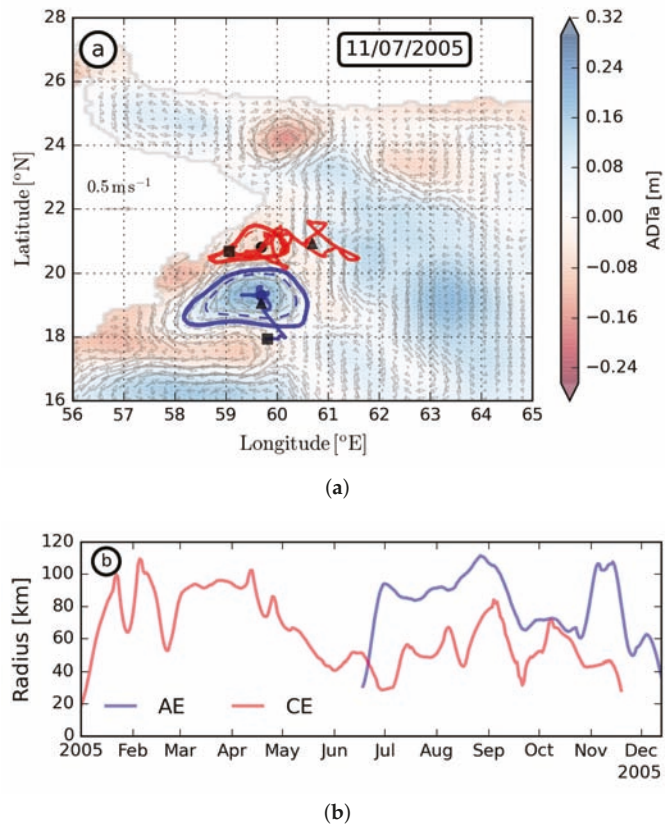 a
11/07/2005
28
26
24
22
20
18
16
0.5 m s⁻¹
Latitude [°N]
56 57 58 59 60 61 62 63 64 65
Longitude [°E]
0.32
0.24
0.16
0.08
0.00
−0.08
−0.16
−0.24
ADTa [m]
(a)
b
120
100
80
60
40
20
0
Radius [km]
AE CE
2005 Feb Mar Apr May Jun Jul Aug Sep Oct Nov Dec
2005
(b)